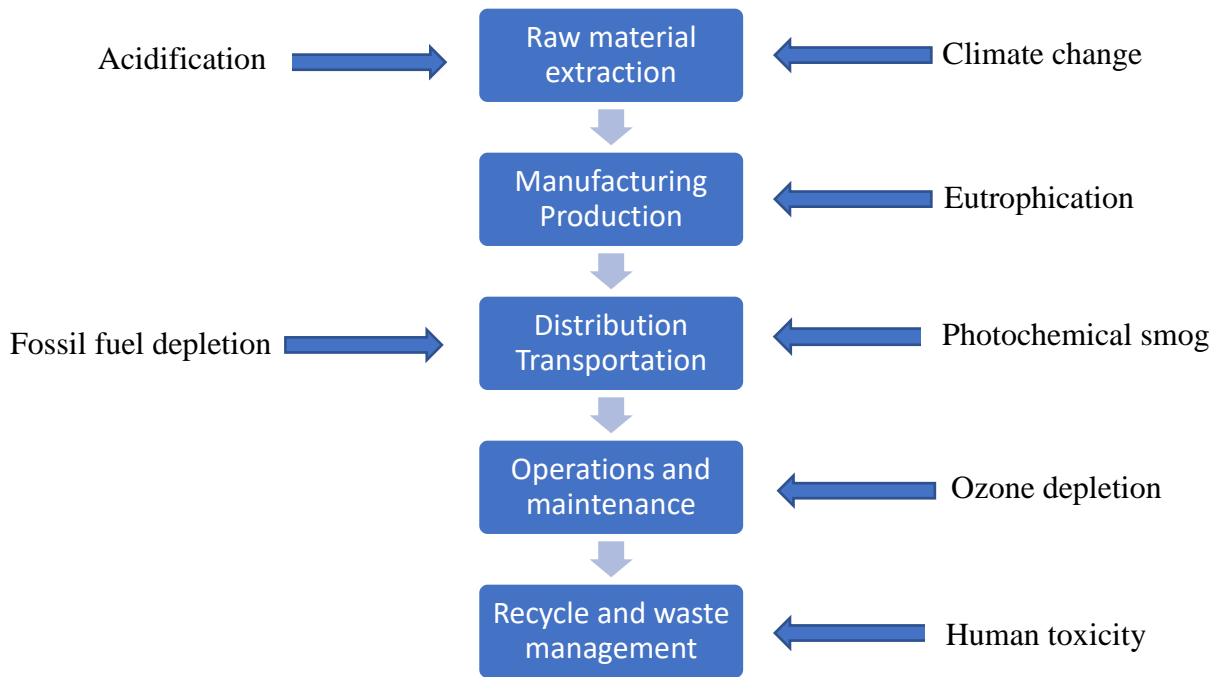 Raw material
extraction
Acidification
Climate change
Manufacturing
Production
Eutrophication
Distribution
Transportation
Fossil fuel depletion
Photochemical smog
Operations and
maintenance
Ozone depletion
Recycle and waste
management
Human toxicity